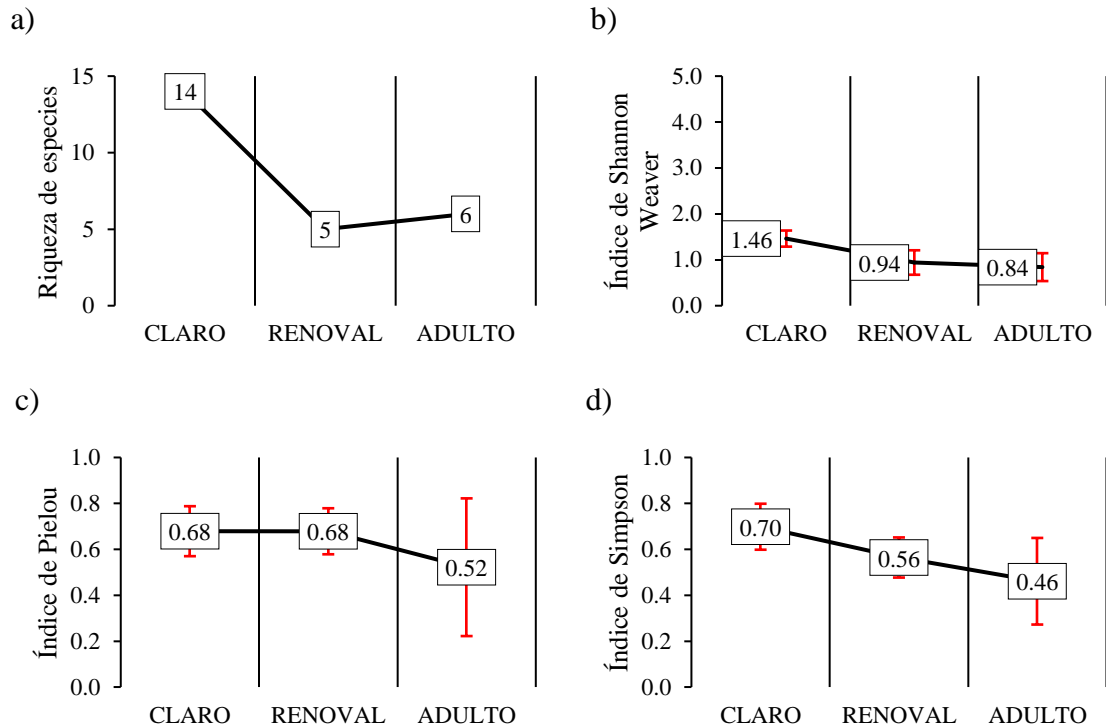 a)
Riqueza de especies
15
10
5
0
14
5
6
CLARO RENOVAL ADULTO
b)
Índice de Shannon
Weaver
5.0
4.0
3.0
2.0
1.0
0.0
1.46
0.94
0.84
CLARO RENOVAL ADULTO
c)
Índice de Pielou
1.0
0.8
0.6
0.4
0.2
0.0
0.68
0.68
0.52
CLARO RENOVAL ADULTO
d)
Índice de Simpson
1.0
0.8
0.6
0.4
0.2
0.0
0.70
0.56
0.46
CLARO RENOVAL ADULTO